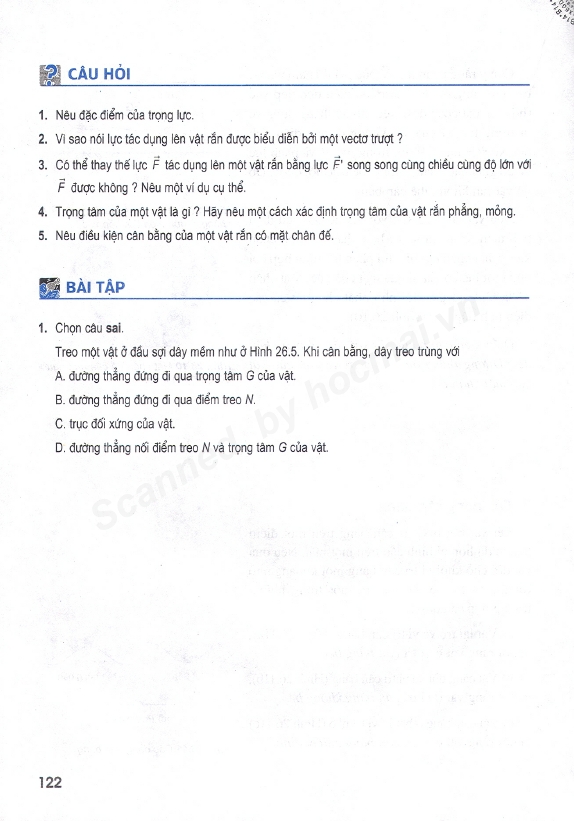 CÂU HỎI
1. Nêu đặc điểm của trọng lực.
2. Vì sao nói lực tác dụng lên vật rắn được biểu diễn bởi một vectơ trượt ?
3. Có thể thay thế lực F⃗ tác dụng lên một vật rắn bằng lực F⃗' song song cùng chiều cùng độ lớn với
F⃗ được không ? Nêu một ví dụ cụ thể.
4. Trọng tâm của một vật là gì ? Hãy nêu một cách xác định trọng tâm của vật rắn phẳng, mỏng.
5. Nêu điều kiện cân bằng của một vật rắn có mặt chân đế.
BÀI TẬP
1. Chọn câu sai.
Treo một vật ở đầu sợi dây mềm như ở Hình 26.5. Khi cân bằng, dây treo trùng với
A. đường thẳng đứng đi qua trọng tâm G của vật.
B. đường thẳng đứng đi qua điểm treo N.
C. trục đối xứng của vật.
D. đường thẳng nối điểm treo N và trọng tâm G của vật.
Scanned by hocmai.vn
122